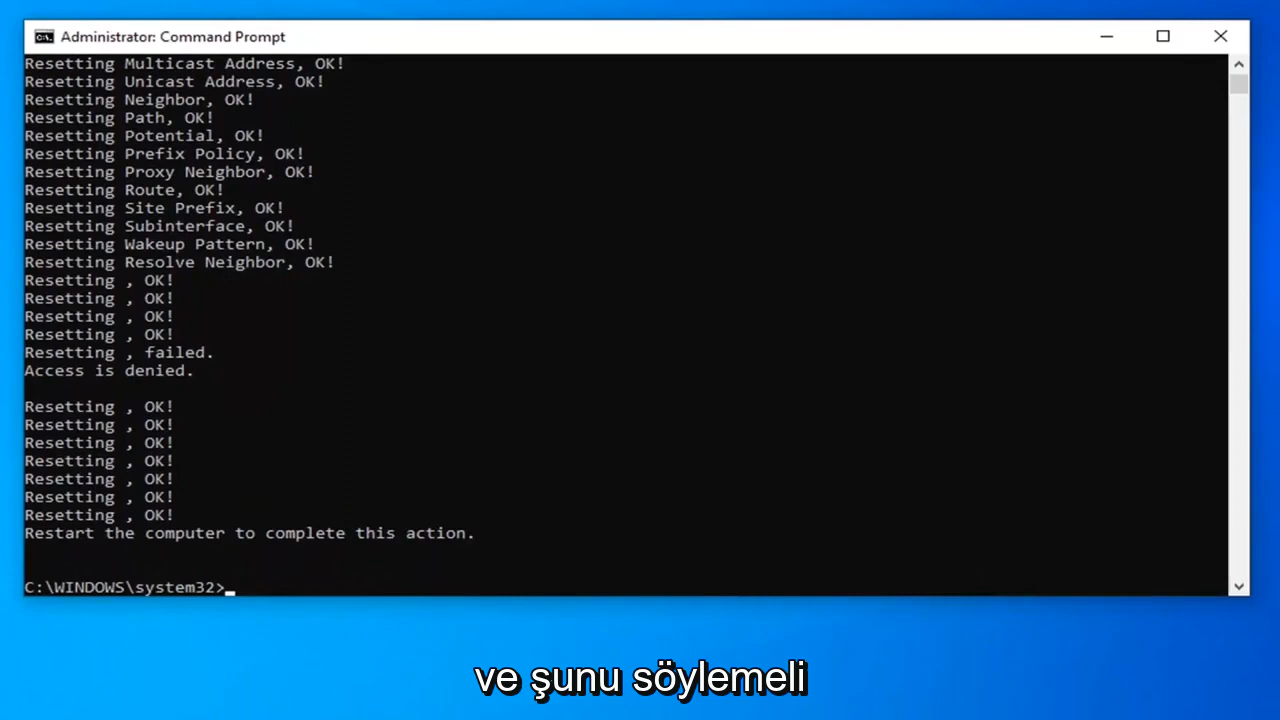 Administrator: Command Prompt
Resetting Multicast Address, OK!
Resetting Unicast Address, OK!
Resetting Neighbor, OK!
Resetting Path, OK!
Resetting Potential, OK!
Resetting Prefix Policy, OK!
Resetting Proxy Neighbor, OK!
Resetting Route, OK!
Resetting Site Prefix, OK!
Resetting Subinterface, OK!
Resetting Wakeup Pattern, OK!
Resetting Resolve Neighbor, OK!
Resetting , OK!
Resetting , OK!
Resetting , OK!
Resetting , OK!
Resetting , failed.
Access is denied.
Resetting , OK!
Resetting , OK!
Resetting , OK!
Resetting , OK!
Resetting , OK!
Resetting , OK!
Resetting , OK!
Restart the computer to complete this action.
C:\WINDOWS\system32>
ve şunu söylemeli